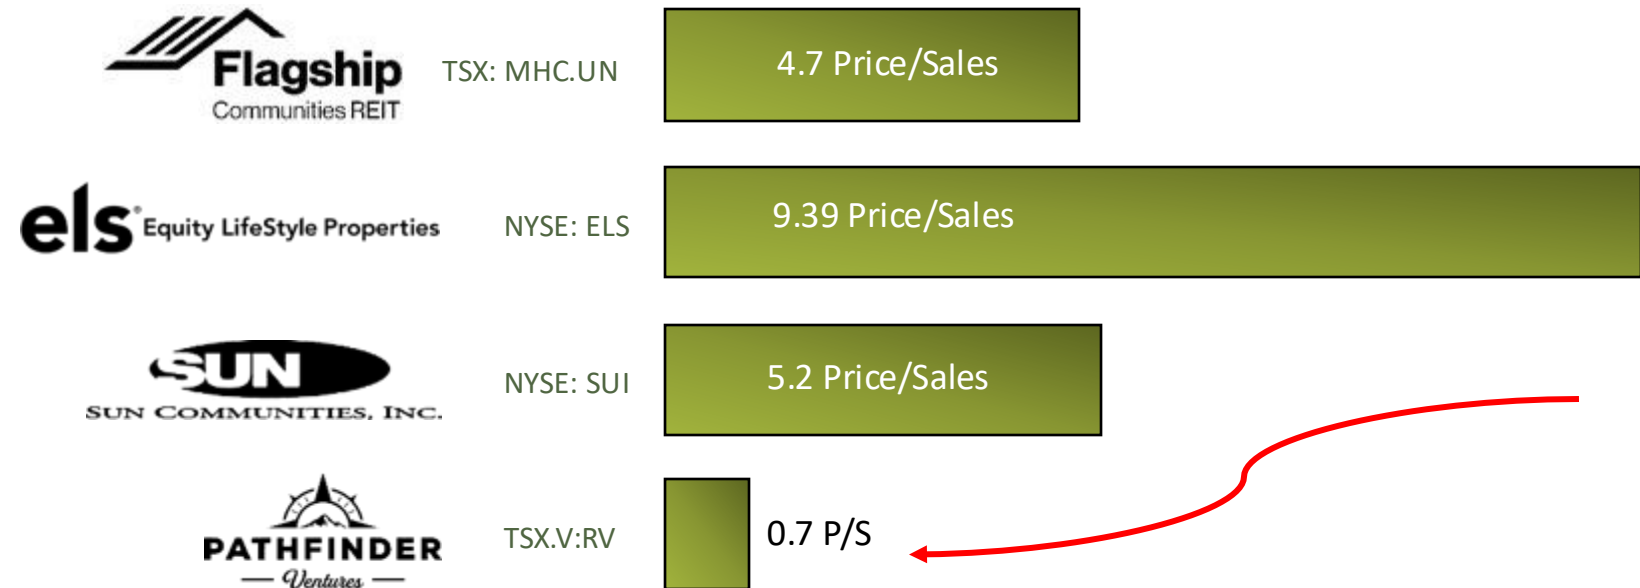 Flagship
Communities REIT
TSX: MHC.UN
4.7 Price/Sales
els® Equity LifeStyle Properties
NYSE: ELS
9.39 Price/Sales
SUN
SUN COMMUNITIES, INC.
NYSE: SUI
5.2 Price/Sales
PATHFINDER
Ventures
TSX.V:RV
0.7 P/S